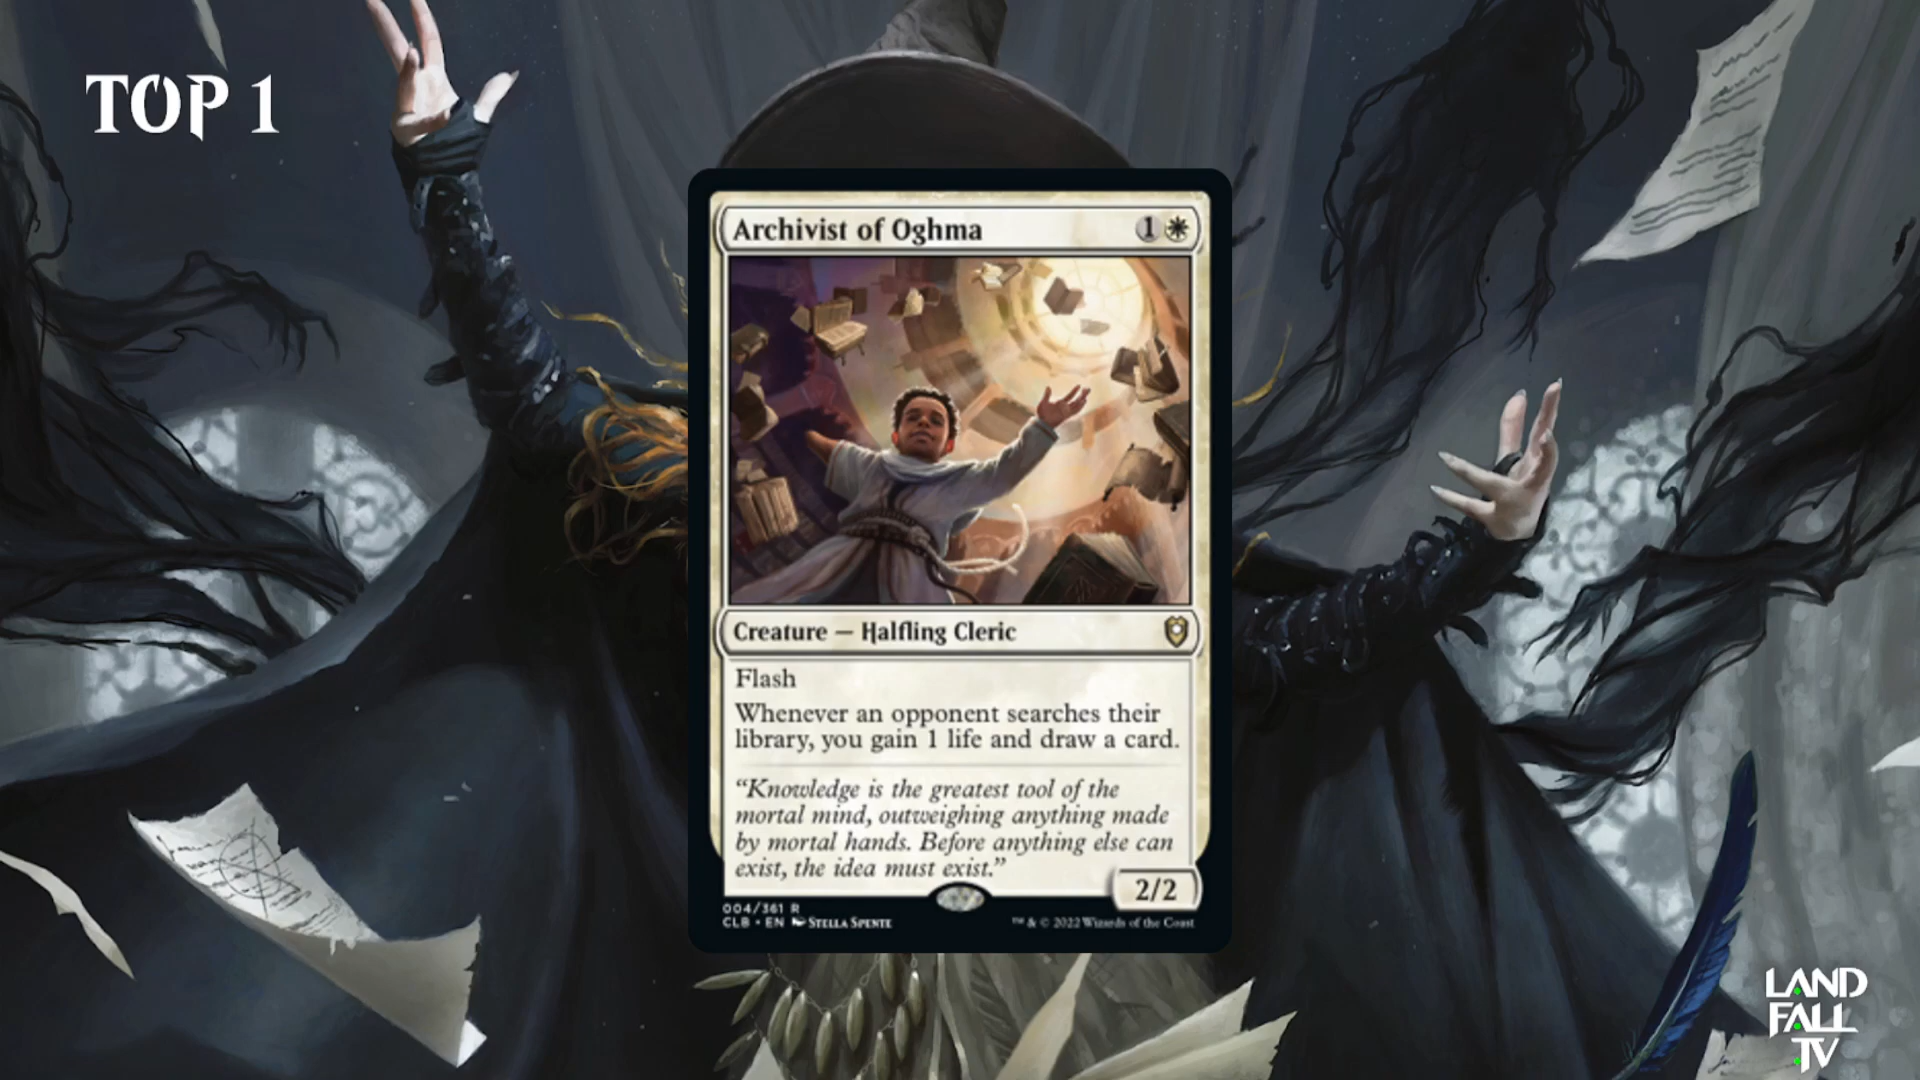 TOP 1
Archivist of Oghma 1
Creature — Halfling Cleric
Flash
Whenever an opponent searches their
library, you gain 1 life and draw a card.
“Knowledge is the greatest tool of the
mortal mind, outweighing anything made
by mortal hands. Before anything else can
exist, the idea must exist.”
2/2
004/361 R
CLB • EN STELLA SPENTE
™ & © 2022 Wizards of the Coast
LAND
FALL
.TV